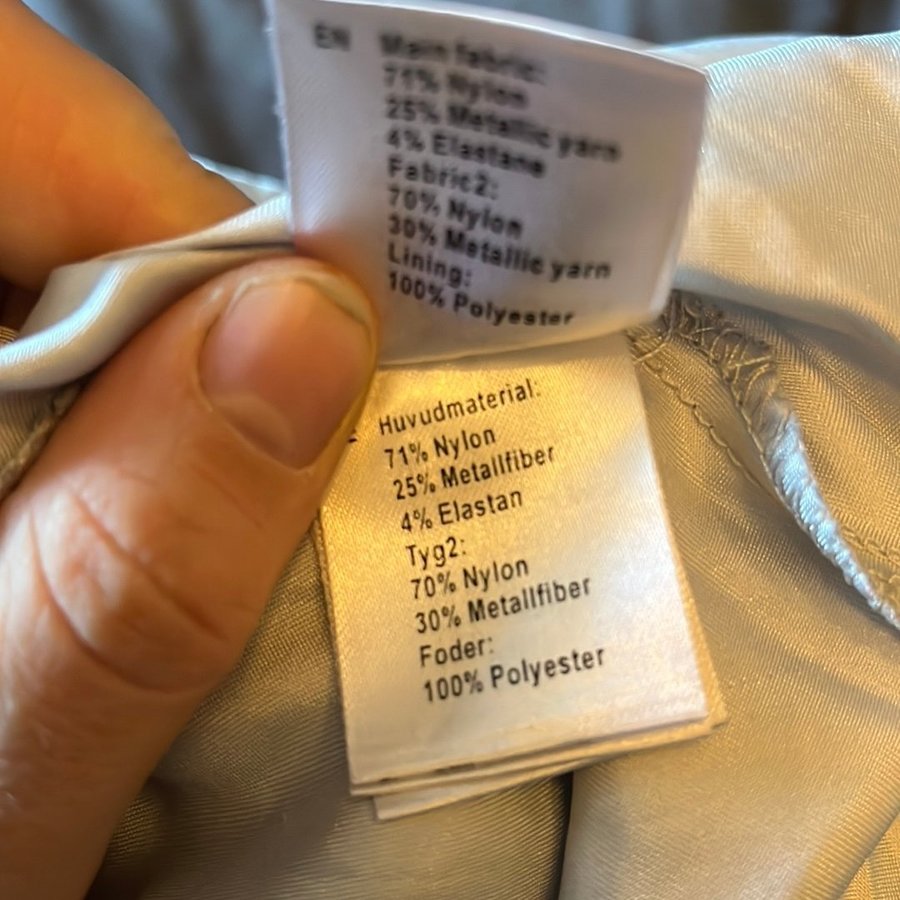 EN Main fabric:
71% Nylon
25% Metallic yarn
4% Elastane
Fabric2:
70% Nylon
30% Metallic yarn
Lining:
100% Polyester
Huvudmaterial:
71% Nylon
25% Metallfiber
4% Elastan
Tyg2:
70% Nylon
30% Metallfiber
Foder:
100% Polyester